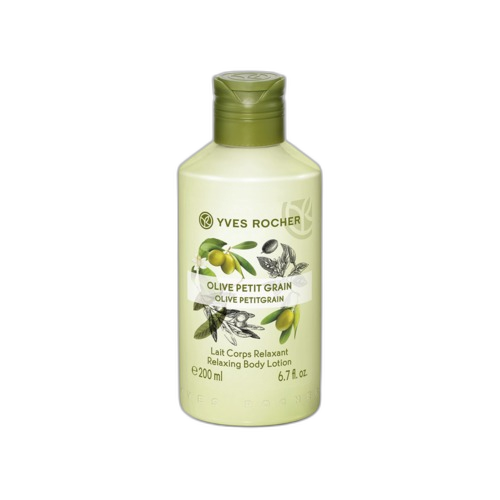 YVES ROCHER
OLIVE PETIT GRAIN
OLIVE PETITGRAIN
Lait Corps Relaxant
Relaxing Body Lotion
℮200 ml 6.7 fl. oz.